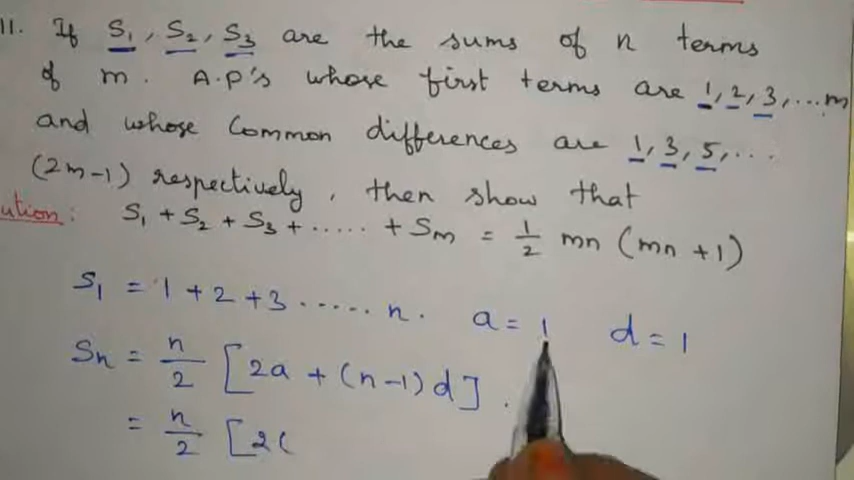 11. If S₁, S₂, S₃ are the sums of n terms
of m. A.P's whose first terms are 1, 2, 3, ... m
and whose Common differences are 1, 3, 5, ...
(2m-1) respectively, then show that
ution: S₁ + S₂ + S₃ + ..... + Sm = 1/2 mn (mn + 1)
S₁ = 1 + 2 + 3 ..... n. a = 1 d = 1
Sn = n/2 [2a + (n-1) d].
= n/2 [2(